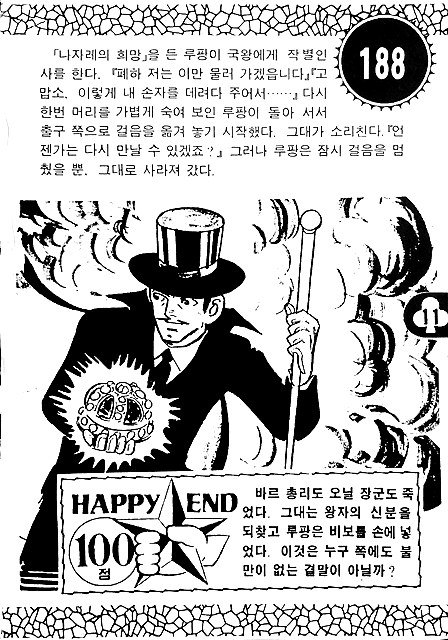 188
『나자레의 희망』을 든 루팡이 국왕에게 작별인
사를 한다. 『폐하 저는 이만 물러 가겠읍니다』『고
맙소. 이렇게 내 손자를 데려다 주어서……』 다시
한번 머리를 가볍게 숙여 보인 루팡이 돌아 서서
출구 쪽으로 걸음을 옮겨 놓기 시작했다. 그대가 소리친다. 『언
젠가는 다시 만날 수 있겠죠?』 그러나 루팡은 잠시 걸음을 멈
췄을 뿐, 그대로 사라져 갔다.
11
HAPPY END
100
점
바르 총리도 오닐 장군도 죽
었다. 그대는 왕자의 신분을
되찾고 루팡은 비보를 손에 넣
었다. 이것은 누구 쪽에도 불
만이 없는 결말이 아닐까?